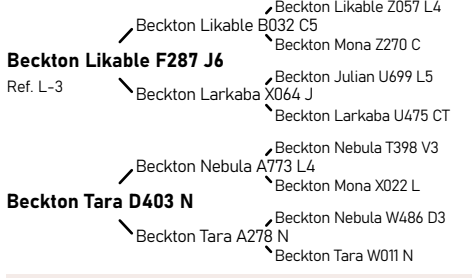 Beckton Likable Z057 L4
Beckton Likable B032 C5
Beckton Mona Z270 C
Beckton Likable F287 J6
Ref. L-3
Beckton Julian U699 L5
Beckton Larkaba X064 J
Beckton Larkaba U475 CT
Beckton Nebula T398 V3
Beckton Nebula A773 L4
Beckton Mona X022 L
Beckton Tara D403 N
Beckton Nebula W486 D3
Beckton Tara A278 N
Beckton Tara W011 N